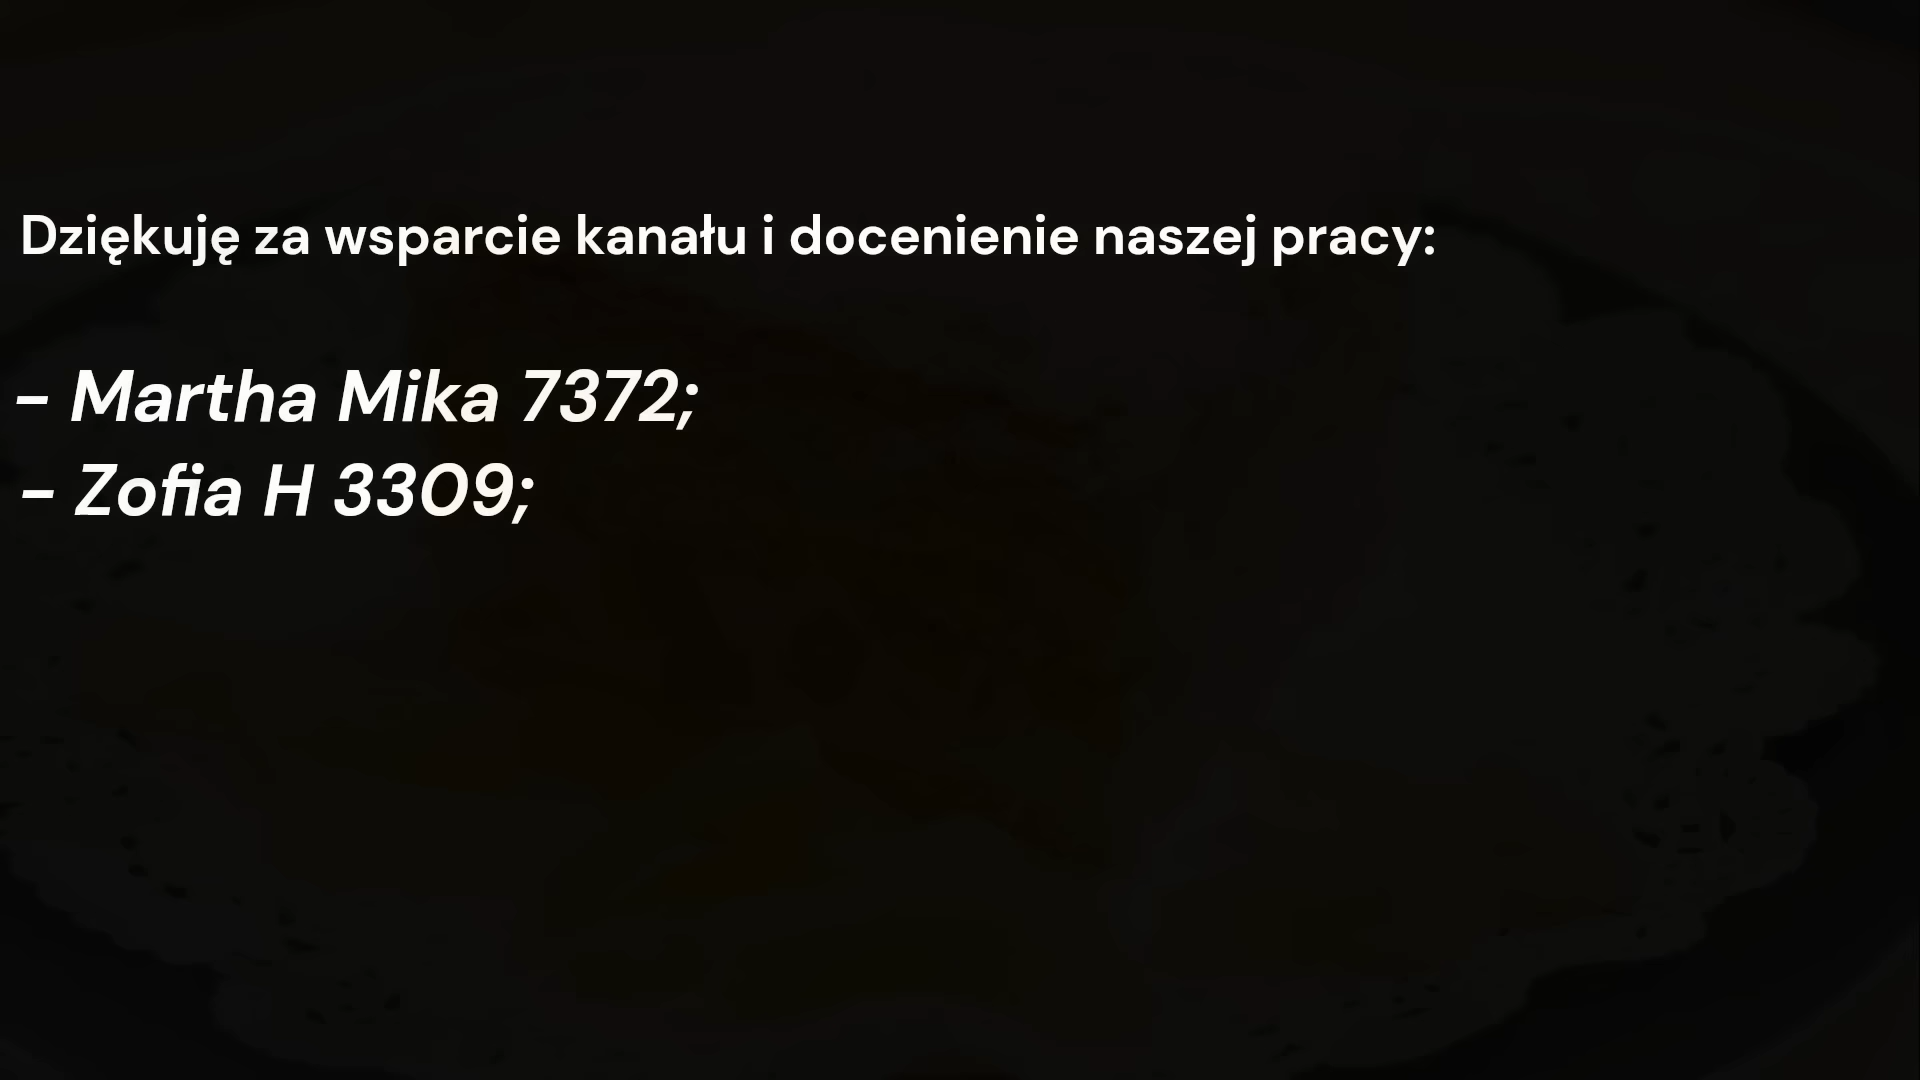 Dziękuję za wsparcie kanału i docenienie naszej pracy:
- Martha Mika 7372;
- Zofia H 3309;